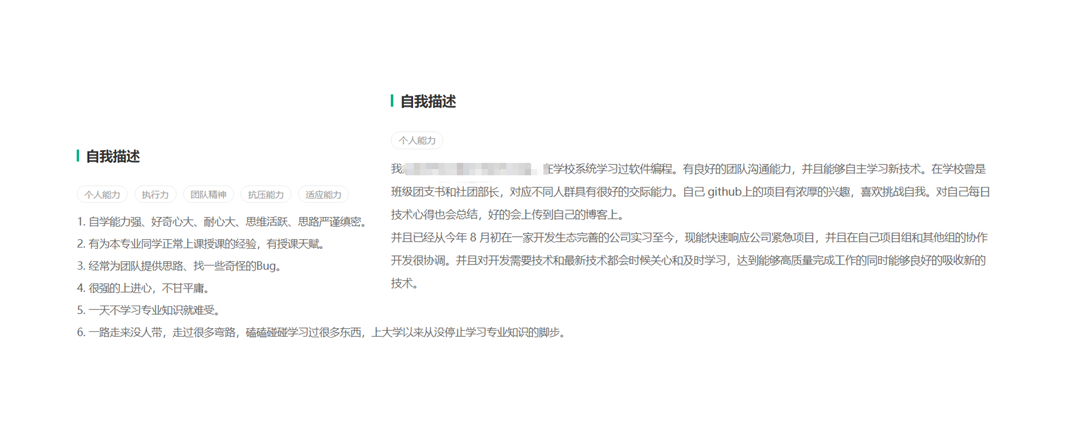 自我描述
个人能力 执行力 团队精神 抗压能力 适应能力
1. 自学能力强、好奇心大、耐心大、思维活跃、思路严谨缜密。
2. 有为本专业同学正常上课授课的经验，有授课天赋。
3. 经常为团队提供思路、找一些奇怪的Bug。
4. 很强的上进心，不甘平庸。
5. 一天不学习专业知识就难受。
6. 一路走来没人带，走过很多弯路，磕磕碰碰学习过很多东西，上大学以来从没停止学习专业知识的脚步。
自我描述
个人能力
我 在学校系统学习过软件编程。有良好的团队沟通能力，并且能够自主学习新技术。在学校曾是
班级团支书和社团部长，对应不同人群具有很好的交际能力。自己 github上的项目有浓厚的兴趣，喜欢挑战自我。对自己每日
技术心得也会总结，好的会上传到自己的博客上。
并且已经从今年 8 月初在一家开发生态完善的公司实习至今，现能快速响应公司紧急项目，并且在自己项目组和其他组的协作
开发很协调。并且对开发需要技术和最新技术都会时候关心和及时学习，达到能够高质量完成工作的同时能够良好的吸收新的
技术。